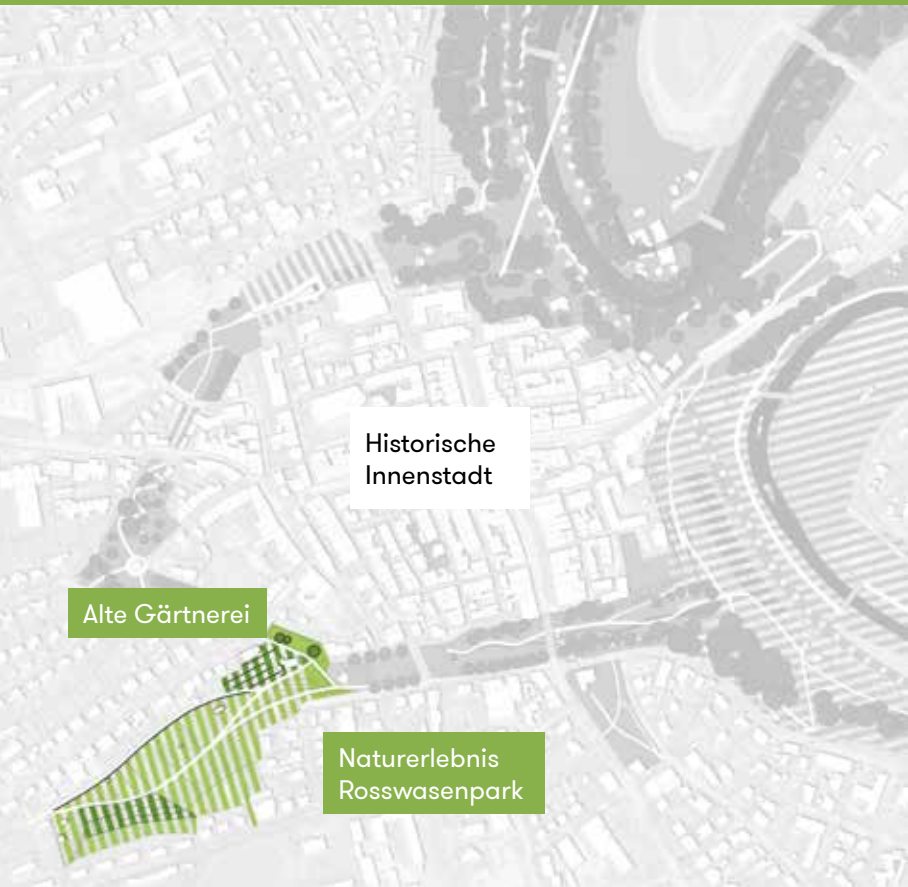 Historische
Innenstadt
Alte Gärtnerei
Naturerlebnis
Rosswasenpark